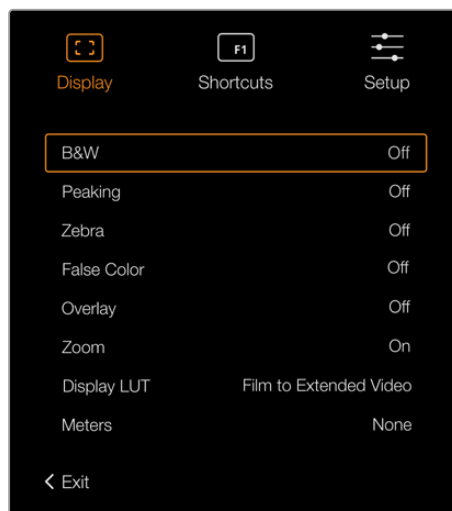 F1
Display Shortcuts Setup
B&W Off
Peaking Off
Zebra Off
False Color Off
Overlay Off
Zoom On
Display LUT Film to Extended Video
Meters None
Exit